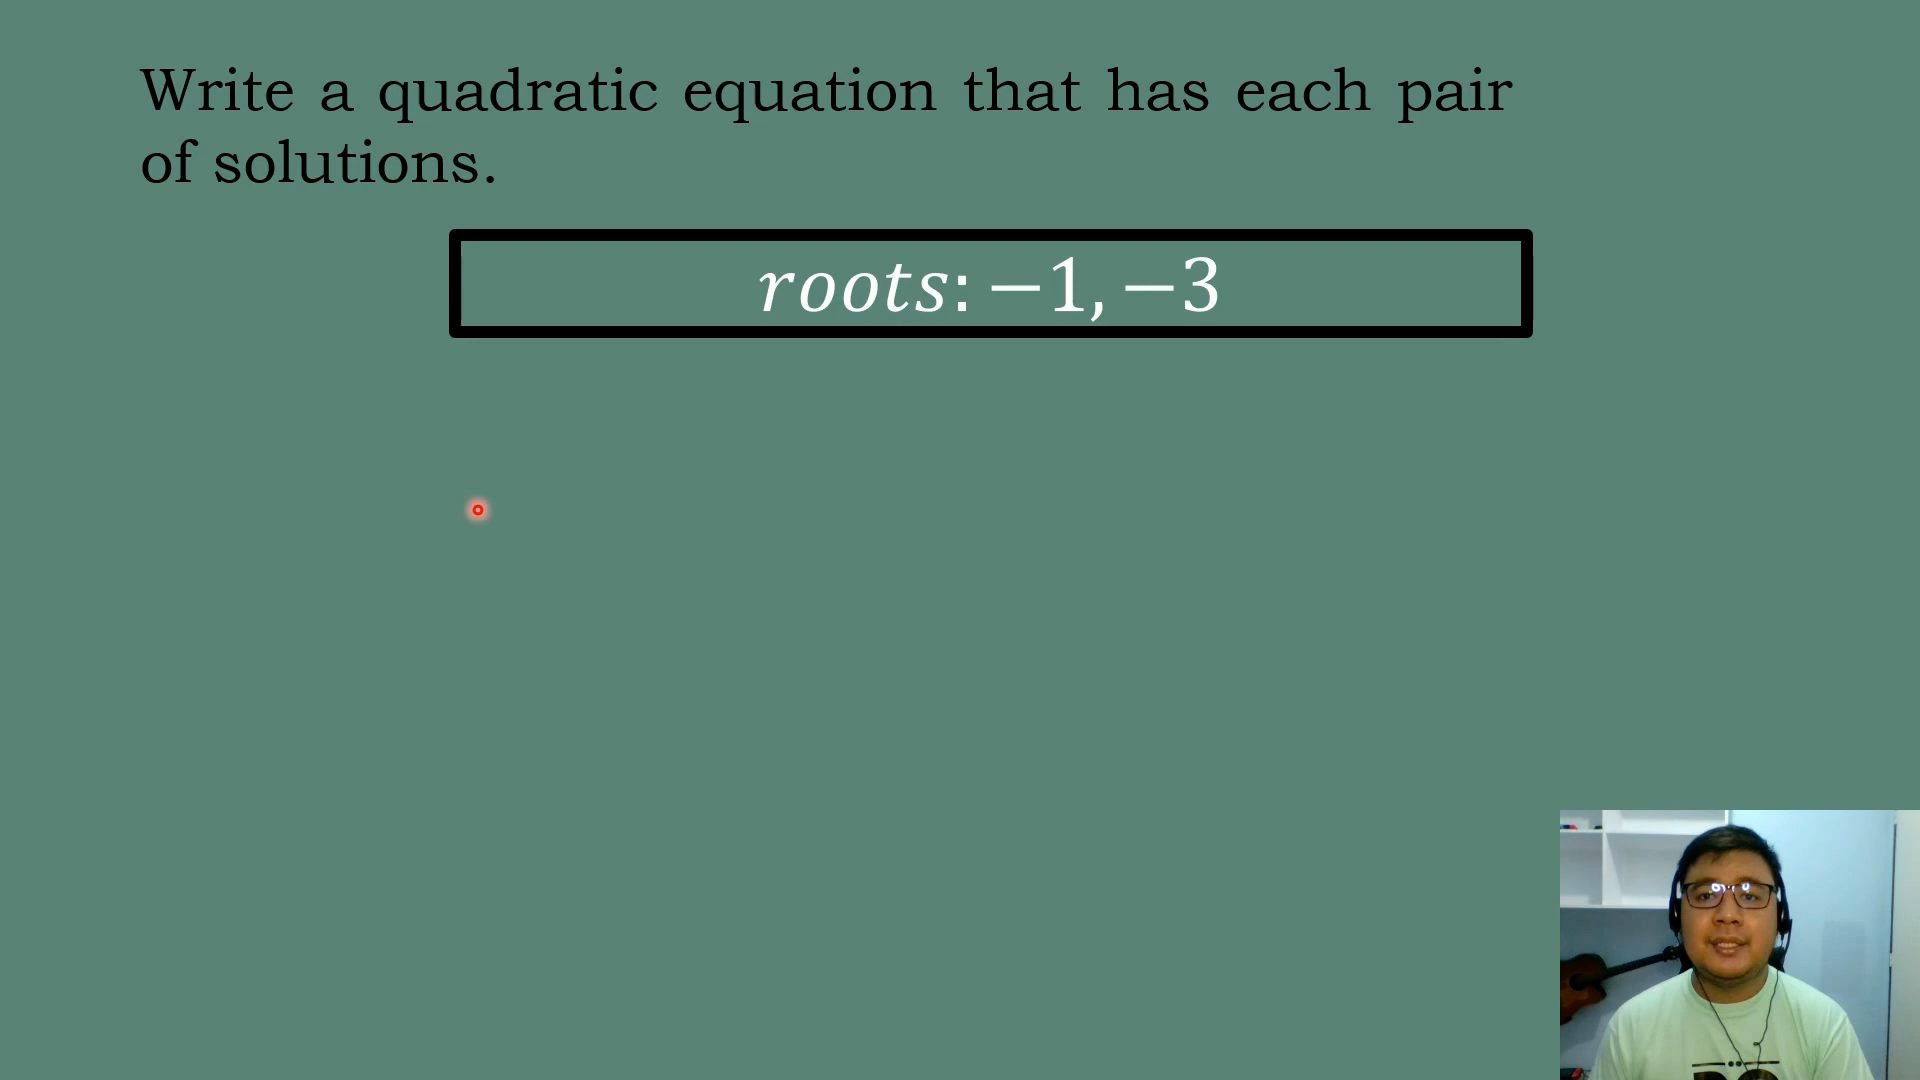 Write a quadratic equation that has each pair
of solutions.
roots: −1, −3